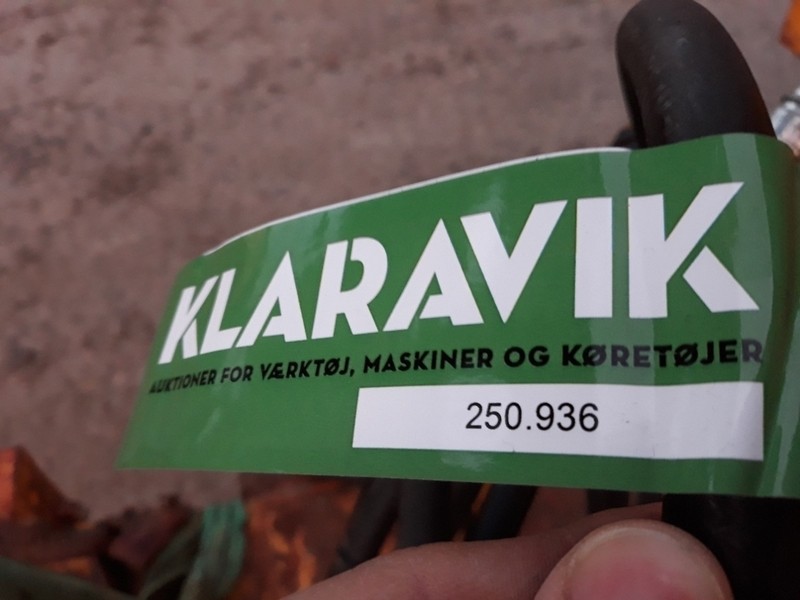 KLARAVIK
AUKTIONER FOR VÆRKTØJ, MASKINER OG KØRETØJER
250.936